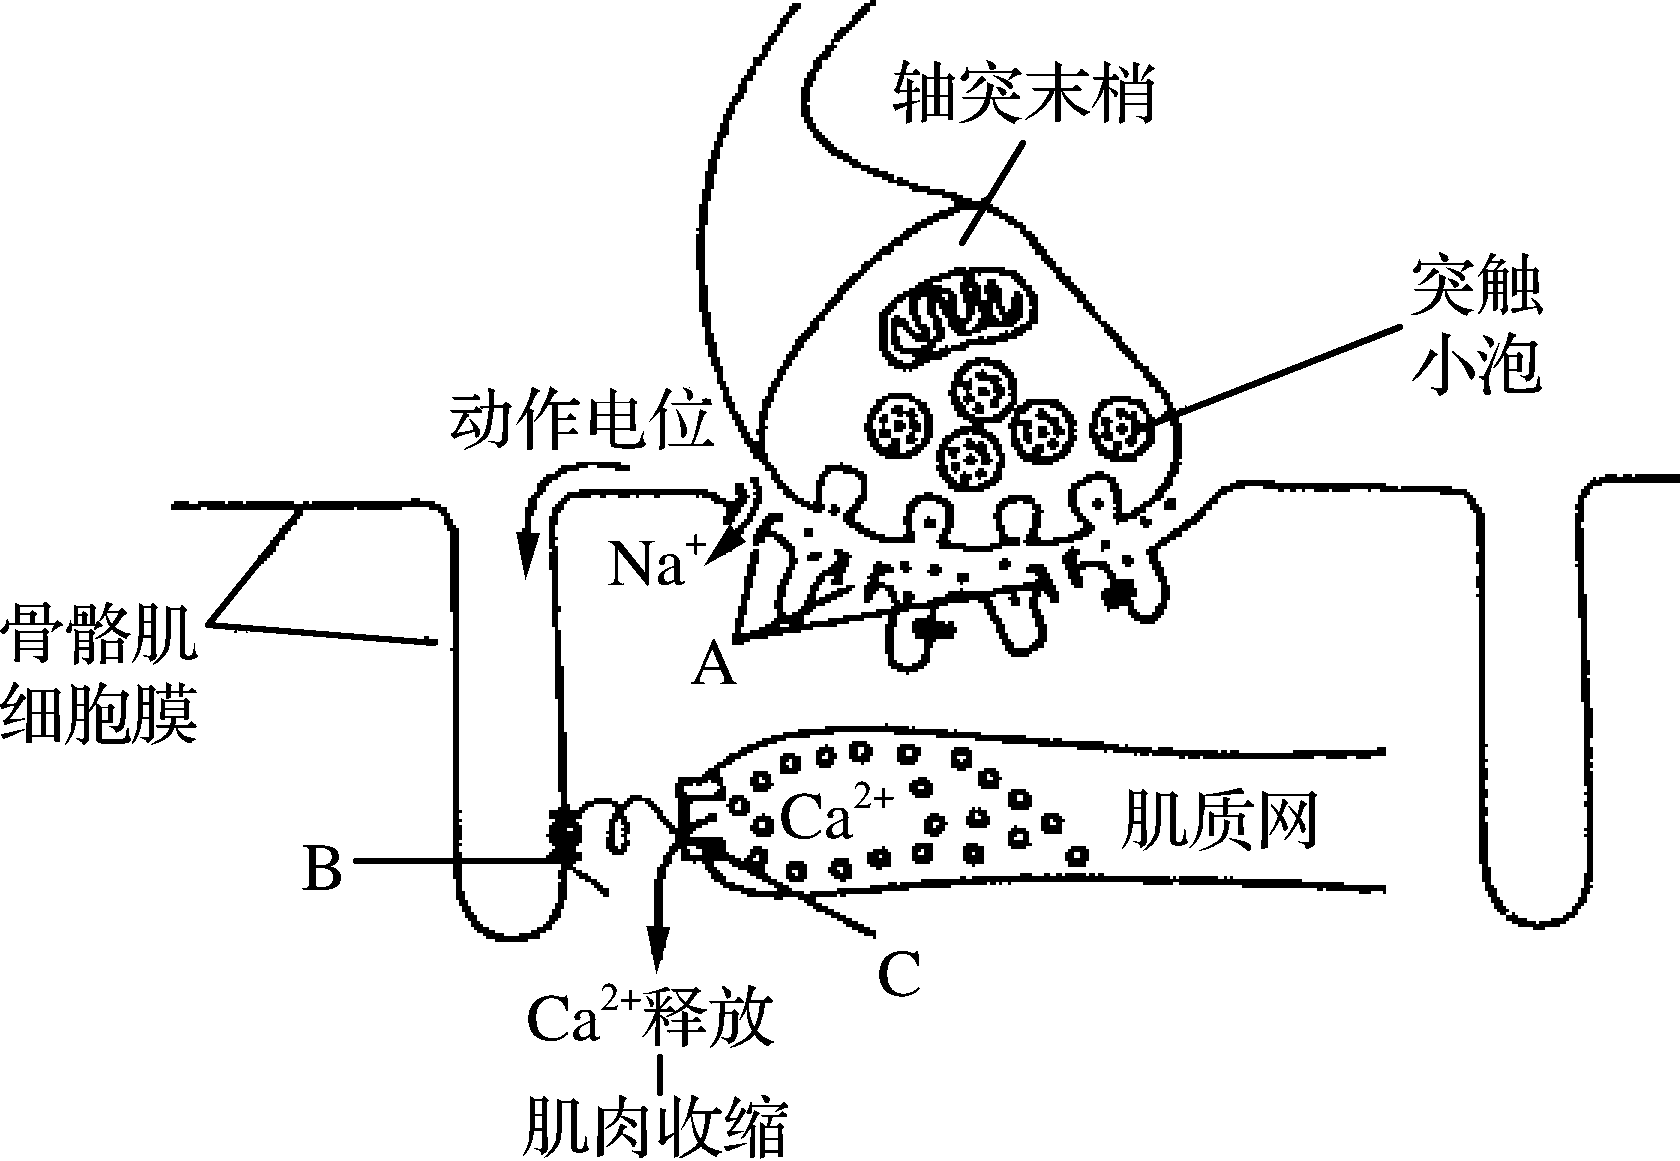 轴突末梢
突触
小泡
动作电位
Na⁺
骨骼肌
细胞膜
A
Ca²⁺
肌质网
B
C
Ca²⁺释放
肌肉收缩